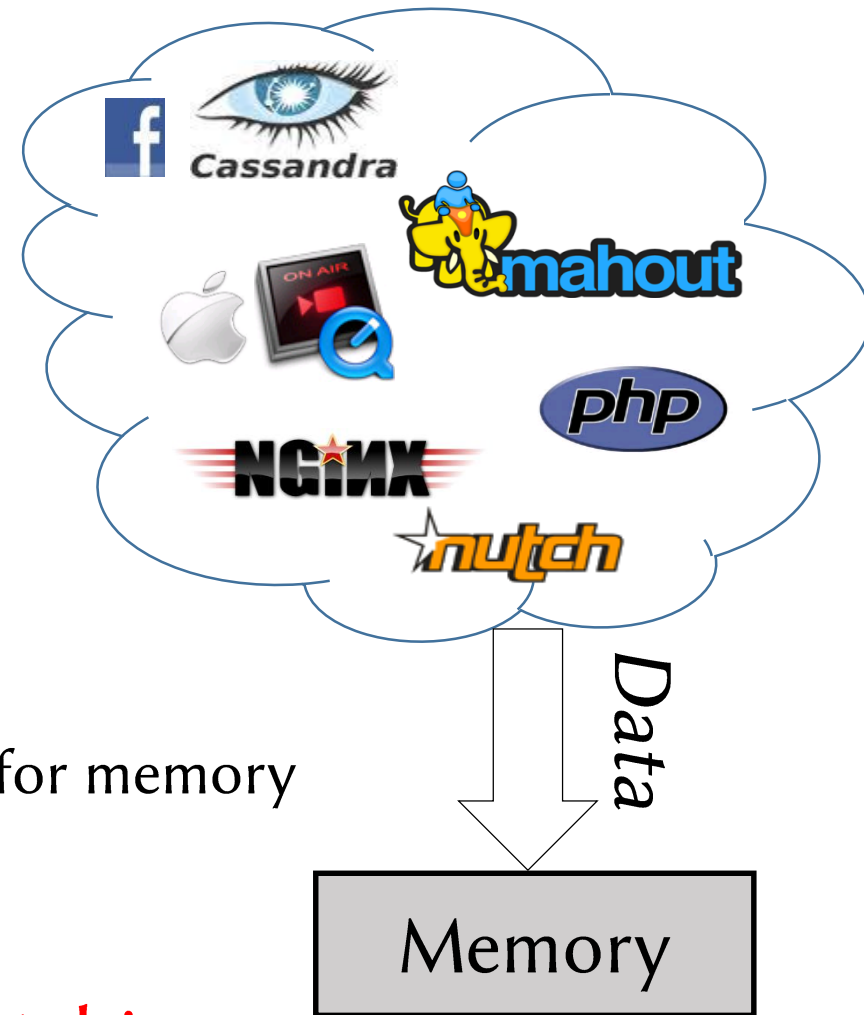 f
Cassandra
mahout
ON AIR
php
NGiNX
nutch
Data
for memory
Memory